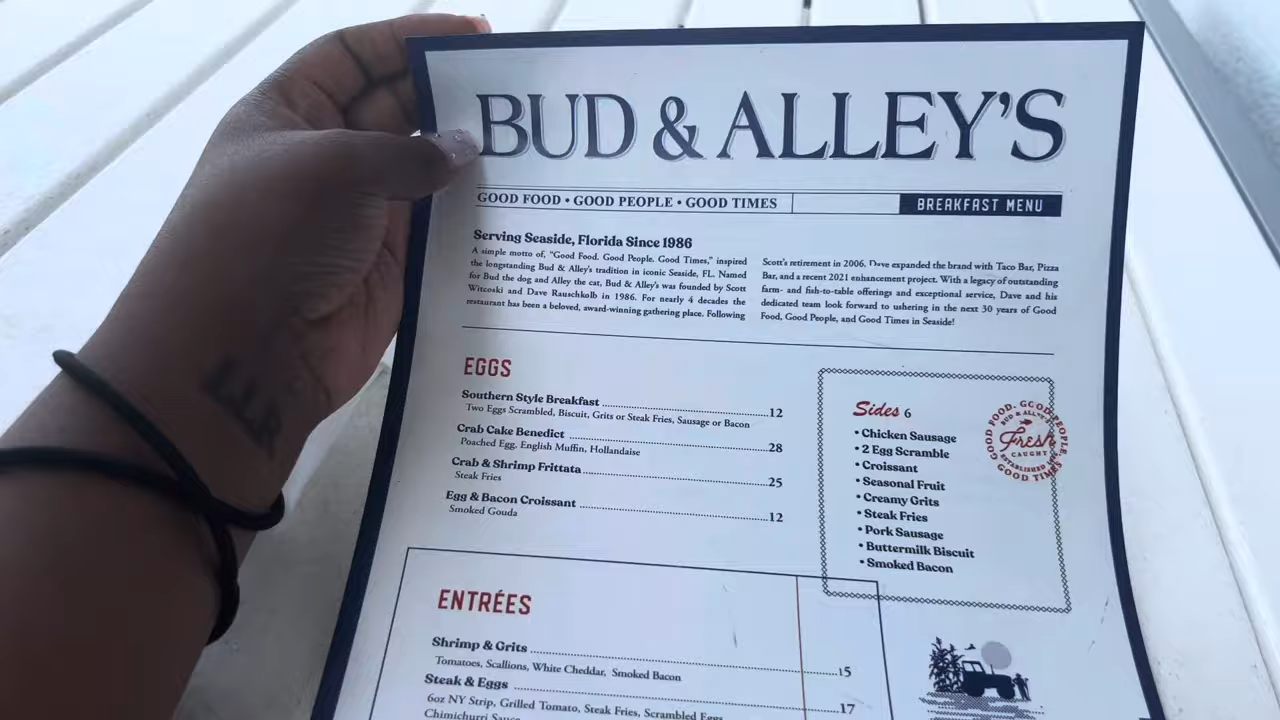 BUD & ALLEY'S
GOOD FOOD • GOOD PEOPLE • GOOD TIMES
BREAKFAST MENU
Serving Seaside, Florida Since 1986
A simple motto of, "Good Food. Good People. Good Times," inspired
the longstanding Bud & Alley's tradition in iconic Seaside, FL. Named
for Bud the dog and Alley the cat, Bud & Alley's was founded by Scott
Witcoski and Dave Rauschkolb in 1986. For nearly 4 decades the
restaurant has been a beloved, award-winning gathering place. Following
Scott's retirement in 2006, Dave expanded the brand with Taco Bar, Pizza
Bar, and a recent 2021 enhancement project. With a legacy of outstanding
farm- and fish-to-table offerings and exceptional service, Dave and his
dedicated team look forward to ushering in the next 30 years of Good
Food, Good People, and Good Times in Seaside!
EGGS
Southern Style Breakfast 12
Two Eggs Scrambled, Biscuit, Grits or Steak Fries, Sausage or Bacon
Crab Cake Benedict 28
Poached Egg, English Muffin, Hollandaise
Crab & Shrimp Frittata 25
Steak Fries
Egg & Bacon Croissant 12
Smoked Gouda
Sides 6
• Chicken Sausage
• 2 Egg Scramble
• Croissant
• Seasonal Fruit
• Creamy Grits
• Steak Fries
• Pork Sausage
• Buttermilk Biscuit
• Smoked Bacon
GOOD FOOD. GOOD PEOPLE.
BUD & ALLEY'S
Fresh
CAUGHT
ESTABLISHED
GOOD TIMES
ENTRÉES
Shrimp & Grits 15
Tomatoes, Scallions, White Cheddar, Smoked Bacon
Steak & Eggs 17
6oz NY Strip, Grilled Tomato, Steak Fries, Scrambled Eggs
Chimichurri Sauce